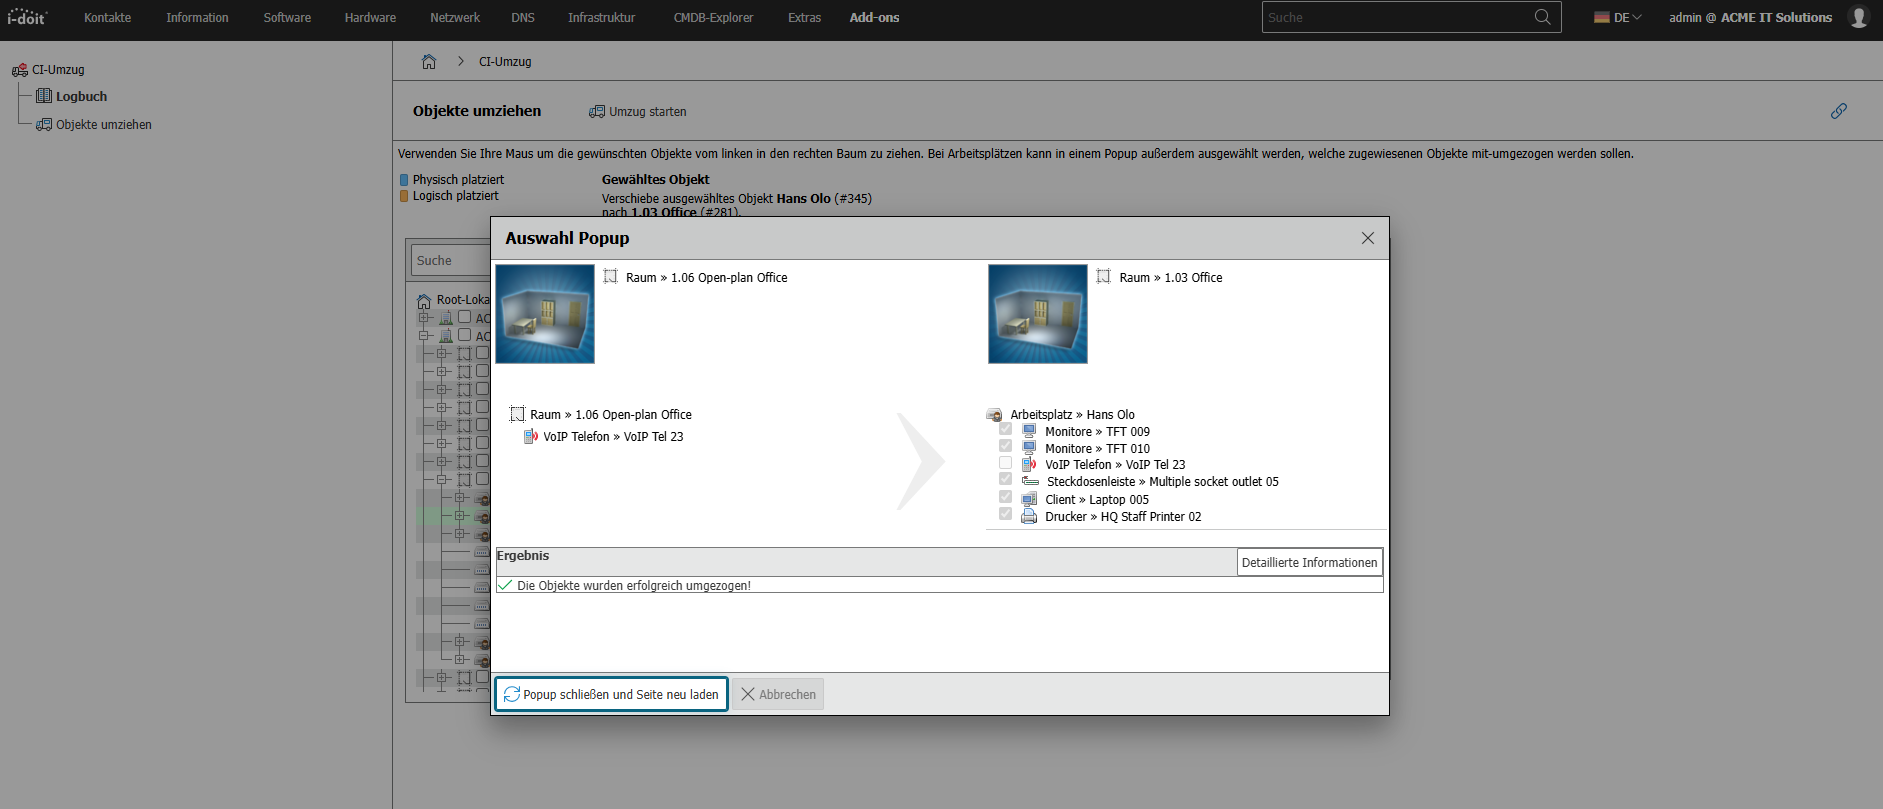 i-doit
Kontakte
Information
Software
Hardware
Netzwerk
DNS
Infrastruktur
CMDB-Explorer
Extras
Add-ons
Suche
DE
admin @ ACME IT Solutions
CI-Umzug
Logbuch
Objekte umziehen
CI-Umzug
Objekte umziehen
Umzug starten
Verwenden Sie Ihre Maus um die gewünschten Objekte vom linken in den rechten Baum zu ziehen. Bei Arbeitsplätzen kann in einem Popup außerdem ausgewählt werden, welche zugewiesenen Objekte mit-umgezogen werden sollen.
Physisch platziert
Logisch platziert
Gewähltes Objekt
Verschiebe ausgewähltes Objekt Hans Olo (#345)
nach 1.03 Office (#281).
Suche
Root-Loka
AC
AC
Auswahl Popup
Raum » 1.06 Open-plan Office
Raum » 1.03 Office
Raum » 1.06 Open-plan Office
VoIP Telefon » VoIP Tel 23
Arbeitsplatz » Hans Olo
Monitore » TFT 009
Monitore » TFT 010
VoIP Telefon » VoIP Tel 23
Steckdosenleiste » Multiple socket outlet 05
Client » Laptop 005
Drucker » HQ Staff Printer 02
Ergebnis
Detaillierte Informationen
Die Objekte wurden erfolgreich umgezogen!
Popup schließen und Seite neu laden
Abbrechen